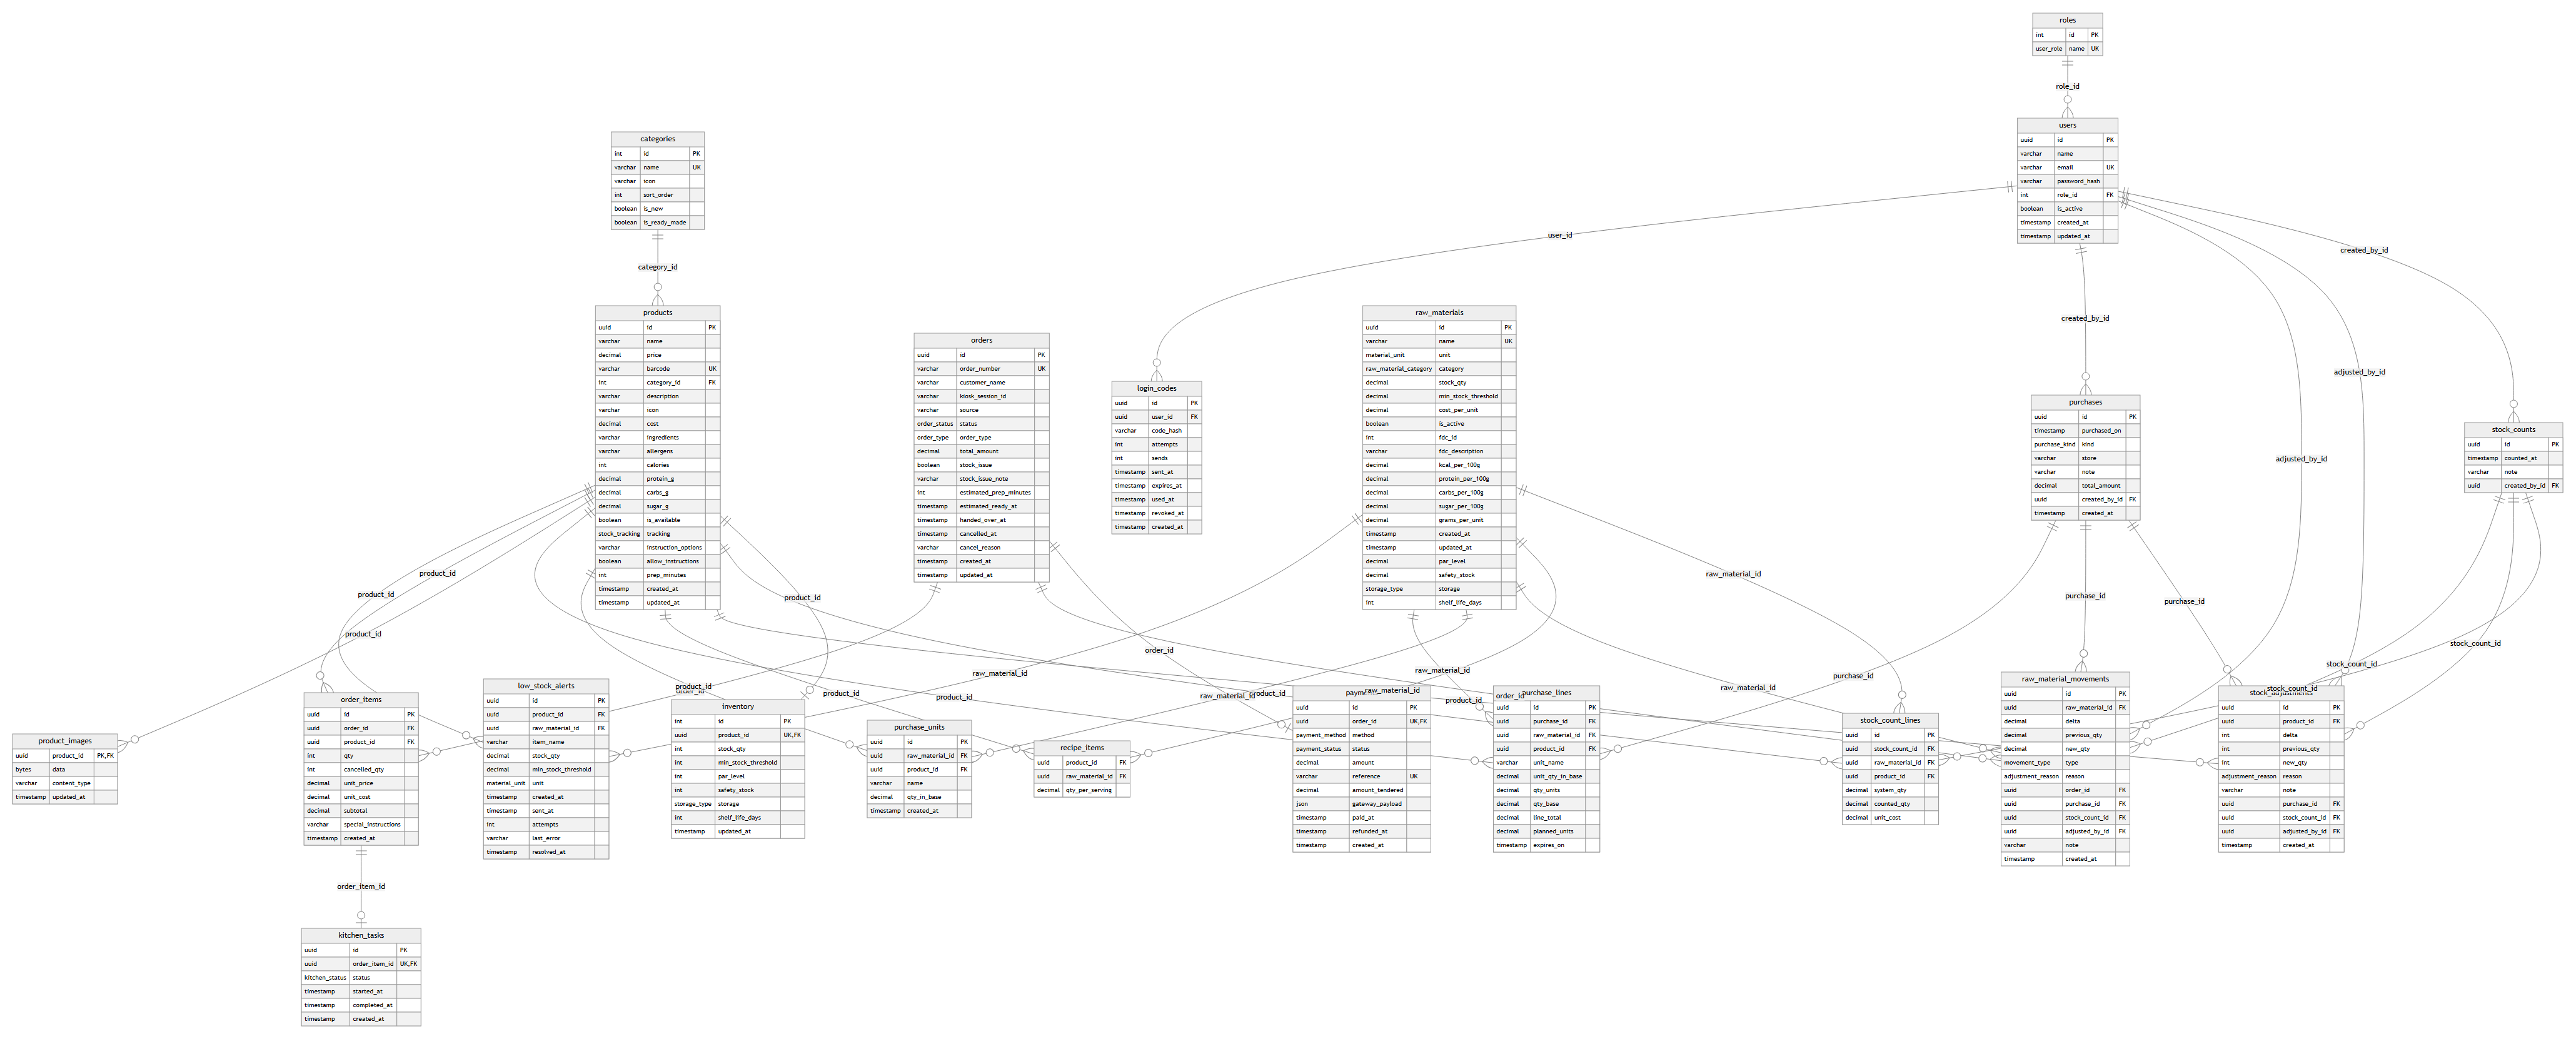 roles
int id PK
user_role name UK
role_id
users
uuid id PK
varchar name
varchar email UK
varchar password_hash
int role_id FK
boolean is_active
timestamp created_at
timestamp updated_at
categories
int id PK
varchar name UK
varchar icon
int sort_order
boolean is_new
boolean is_ready_made
user_id
created_by_id
category_id
created_by_id
adjusted_by_id
adjusted_by_id
products
uuid id PK
varchar name
decimal price
varchar barcode UK
int category_id FK
varchar description
varchar icon
decimal cost
varchar ingredients
varchar allergens
int calories
decimal protein_g
decimal carbs_g
decimal sugar_g
boolean is_available
stock_tracking tracking
varchar instruction_options
boolean allow_instructions
int prep_minutes
timestamp created_at
timestamp updated_at
orders
uuid id PK
varchar order_number UK
varchar customer_name
varchar kiosk_session_id
varchar source
order_status status
order_type order_type
decimal total_amount
boolean stock_issue
varchar stock_issue_note
int estimated_prep_minutes
timestamp estimated_ready_at
timestamp handed_over_at
timestamp cancelled_at
varchar cancel_reason
timestamp created_at
timestamp updated_at
login_codes
uuid id PK
uuid user_id FK
varchar code_hash
int attempts
int sends
timestamp sent_at
timestamp expires_at
timestamp used_at
timestamp revoked_at
timestamp created_at
raw_materials
uuid id PK
varchar name UK
material_unit unit
raw_material_category category
decimal stock_qty
decimal min_stock_threshold
decimal cost_per_unit
boolean is_active
int fdc_id
varchar fdc_description
decimal kcal_per_100g
decimal protein_per_100g
decimal carbs_per_100g
decimal sugar_per_100g
decimal grams_per_unit
timestamp created_at
timestamp updated_at
decimal par_level
decimal safety_stock
storage_type storage
int shelf_life_days
purchases
uuid id PK
timestamp purchased_on
purchase_kind kind
varchar store
varchar note
decimal total_amount
uuid created_by_id FK
timestamp created_at
stock_counts
uuid id PK
timestamp counted_at
varchar note
uuid created_by_id FK
product_id
product_id
product_id
product_id
order_id
raw_material_id
raw_material_id
raw_material_id
purchase_id
purchase_id
purchase_id
stock_count_id
stock_count_id
stock_count_id
product_id
order_id
product_id
product_id
raw_material_id
product_id
raw_material_id
product_id
order_id
raw_material_id
product_images
uuid product_id PK,FK
bytes data
varchar content_type
timestamp updated_at
order_items
uuid id PK
uuid order_id FK
uuid product_id FK
int qty
int cancelled_qty
decimal unit_price
decimal unit_cost
decimal subtotal
varchar special_instructions
timestamp created_at
low_stock_alerts
uuid id PK
uuid product_id FK
uuid raw_material_id FK
varchar item_name
decimal stock_qty
decimal min_stock_threshold
material_unit unit
timestamp created_at
timestamp sent_at
int attempts
varchar last_error
timestamp resolved_at
inventory
int id PK
uuid product_id UK,FK
int stock_qty
int min_stock_threshold
int par_level
int safety_stock
storage_type storage
int shelf_life_days
timestamp updated_at
purchase_units
uuid id PK
uuid raw_material_id FK
uuid product_id FK
varchar name
decimal qty_in_base
timestamp created_at
recipe_items
uuid product_id FK
uuid raw_material_id FK
decimal qty_per_serving
uuid id PK
uuid order_id UK,FK
payment_method method
payment_status status
decimal amount
varchar reference UK
decimal amount_tendered
json gateway_payload
timestamp paid_at
timestamp refunded_at
timestamp created_at
purchase_lines
uuid id PK
uuid purchase_id FK
uuid raw_material_id FK
uuid product_id FK
varchar unit_name
decimal unit_qty_in_base
decimal qty_units
decimal qty_base
decimal line_total
decimal planned_units
timestamp expires_on
stock_count_lines
uuid id PK
uuid stock_count_id FK
uuid raw_material_id FK
uuid product_id FK
decimal system_qty
decimal counted_qty
decimal unit_cost
raw_material_movements
uuid id PK
uuid raw_material_id FK
decimal delta
decimal previous_qty
decimal new_qty
movement_type type
adjustment_reason reason
uuid order_id FK
uuid purchase_id FK
uuid stock_count_id FK
uuid adjusted_by_id FK
varchar note
timestamp created_at
stock_adjustments
uuid id PK
uuid product_id FK
int delta
int previous_qty
int new_qty
adjustment_reason reason
varchar note
uuid purchase_id FK
uuid stock_count_id FK
uuid adjusted_by_id FK
timestamp created_at
order_item_id
kitchen_tasks
uuid id PK
uuid order_item_id UK,FK
kitchen_status status
timestamp started_at
timestamp completed_at
timestamp created_at